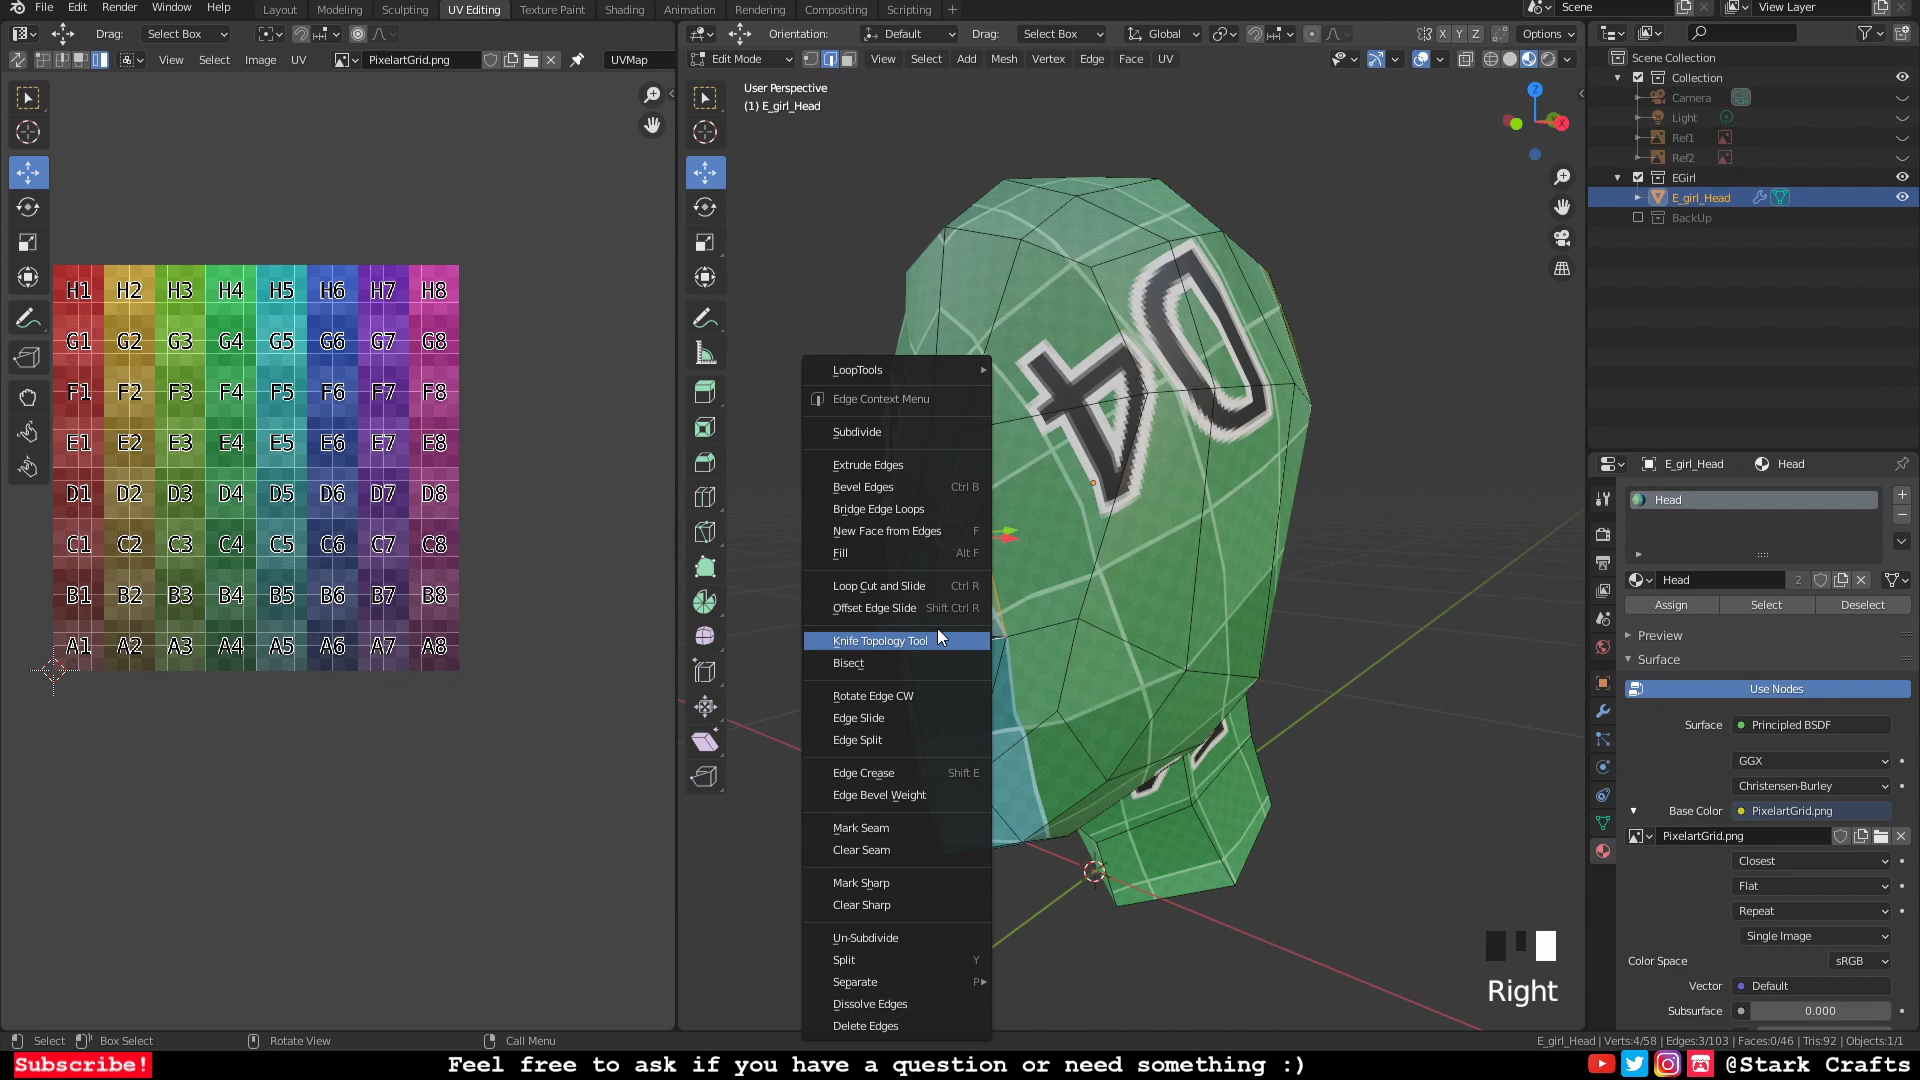 File Edit Render Window Help Layout Modeling Sculpting UV Editing Texture Paint Shading Animation Rendering Compositing Scripting + Scene View Layer
Drag: Select Box Orientation: Default Drag: Select Box Global X Y Z Options
View Select Image UV PixelartGrid.png UVMap Edit Mode View Select Add Mesh Vertex Edge Face UV
User Perspective
(1) E_girl_Head
Z
X
Scene Collection
Collection
Camera
Light
Ref1
Ref2
EGirl
E_girl_Head
BackUp
H1 H2 H3 H4 H5 H6 H7 H8
G1 G2 G3 G4 G5 G6 G7 G8
F1 F2 F3 F4 F5 F6 F7 F8
E1 E2 E3 E4 E5 E6 E7 E8
D1 D2 D3 D4 D5 D6 D7 D8
C1 C2 C3 C4 C5 C6 C7 C8
B1 B2 B3 B4 B5 B6 B7 B8
A1 A2 A3 A4 A5 A6 A7 A8
LoopTools
Edge Context Menu
Subdivide
Extrude Edges
Bevel Edges Ctrl B
Bridge Edge Loops
New Face from Edges F
Fill Alt F
Loop Cut and Slide Ctrl R
Offset Edge Slide Shift Ctrl R
Knife Topology Tool
Bisect
Rotate Edge CW
Edge Slide
Edge Split
Edge Crease Shift E
Edge Bevel Weight
Mark Seam
Clear Seam
Mark Sharp
Clear Sharp
Un-Subdivide
Split Y
Separate P
Dissolve Edges
Delete Edges
E_girl_Head Head
Head
Head 2
Assign Select Deselect
Preview
Surface
Use Nodes
Surface Principled BSDF
GGX
Christensen-Burley
Base Color PixelartGrid.png
PixelartGrid.png
Closest
Flat
Repeat
Single Image
Color Space sRGB
Vector Default
Subsurface 0.000
Right
Select Box Select Rotate View Call Menu E_girl_Head | Verts:4/58 | Edges:3/103 | Faces:0/46 | Tris:92 | Objects:1/1
Subscribe! Feel free to ask if you have a question or need something :) @Stark Crafts